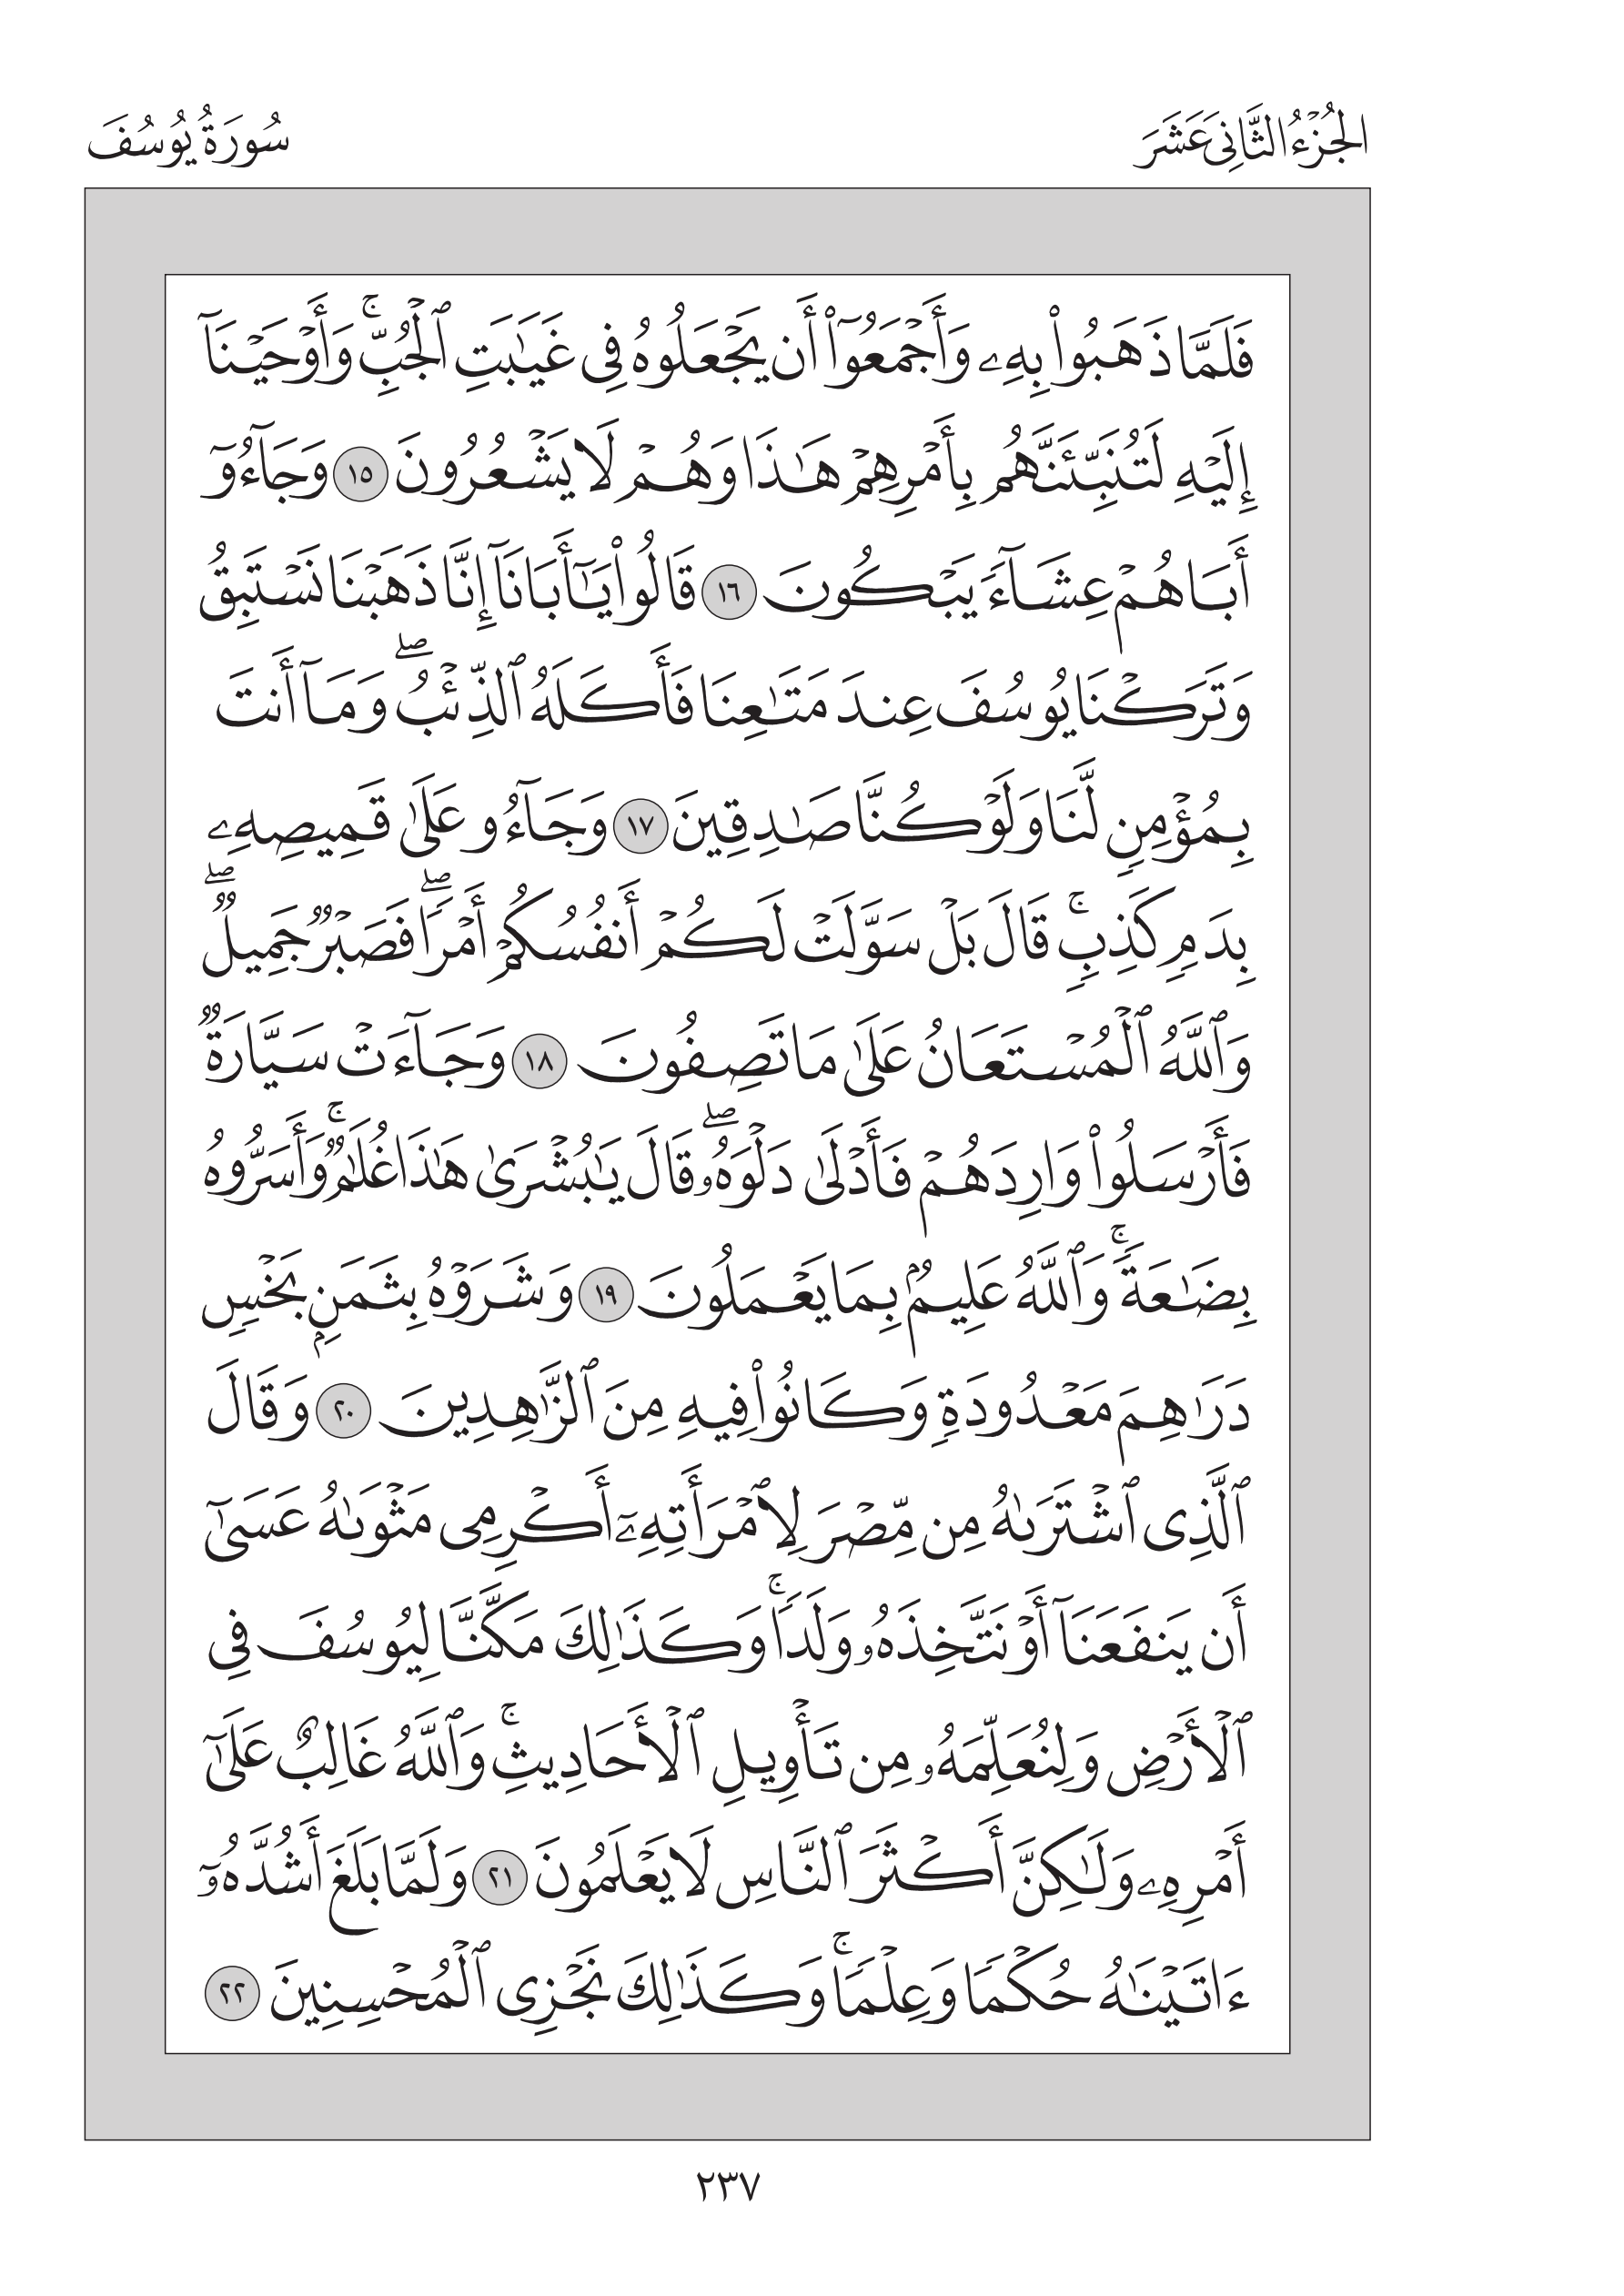 الجُزْءُ الثَّانِي عَشَرَ
سُورَةُ يُوسُفَ
فَلَمَّا ذَهَبُوا۟ بِهِۦ وَأَجْمَعُوٓا۟ أَن يَجْعَلُوهُ فِى غَيَـٰبَتِ ٱلْجُبِّ ۚ وَأَوْحَيْنَآ
إِلَيْهِ لَتُنَبِّئَنَّهُم بِأَمْرِهِمْ هَـٰذَا وَهُمْ لَا يَشْعُرُونَ ١٥ وَجَآءُوٓ
أَبَاهُمْ عِشَآءً يَبْكُونَ ١٦ قَالُوا۟ يَـٰٓأَبَانَآ إِنَّا ذَهَبْنَا نَسْتَبِقُ
وَتَرَكْنَا يُوسُفَ عِندَ مَتَـٰعِنَا فَأَكَلَهُ ٱلذِّئْبُ ۖ وَمَآ أَنتَ
بِمُؤْمِنٍ لَّنَا وَلَوْ كُنَّا صَـٰدِقِينَ ١٧ وَجَآءُو عَلَىٰ قَمِيصِهِۦ
بِدَمٍ كَذِبٍ ۚ قَالَ بَلْ سَوَّلَتْ لَكُمْ أَنفُسُكُمْ أَمْرًا ۖ فَصَبْرٌ جَمِيلٌ ۖ
وَٱللَّهُ ٱلْمُسْتَعَانُ عَلَىٰ مَا تَصِفُونَ ١٨ وَجَآءَتْ سَيَّارَةٌ
فَأَرْسَلُوا۟ وَارِدَهُمْ فَأَدْلَىٰ دَلْوَهُۥ ۖ قَالَ يَـٰبُشْرَىٰ هَـٰذَا غُلَـٰمٌ ۚ وَأَسَرُّوهُ
بِضَـٰعَةً ۚ وَٱللَّهُ عَلِيمٌۢ بِمَا يَعْمَلُونَ ١٩ وَشَرَوْهُ بِثَمَنٍۭ بَخْسٍ
دَرَٰهِمَ مَعْدُودَةٍ وَكَانُوا۟ فِيهِ مِنَ ٱلزَّٰهِدِينَ ٢٠ وَقَالَ
ٱلَّذِى ٱشْتَرَىٰهُ مِن مِّصْرَ لِٱمْرَأَتِهِۦٓ أَكْرِمِى مَثْوَىٰهُ عَسَىٰٓ
أَن يَنفَعَنَآ أَوْ نَتَّخِذَهُۥ وَلَدًا ۚ وَكَذَٰلِكَ مَكَّنَّا لِيُوسُفَ فِى
ٱلْأَرْضِ وَلِنُعَلِّمَهُۥ مِن تَأْوِيلِ ٱلْأَحَادِيثِ ۚ وَٱللَّهُ غَالِبٌ عَلَىٰٓ
أَمْرِهِۦ وَلَـٰكِنَّ أَكْثَرَ ٱلنَّاسِ لَا يَعْلَمُونَ ٢١ وَلَمَّا بَلَغَ أَشُدَّهُۥٓ
ءَاتَيْنَـٰهُ حُكْمًا وَعِلْمًا ۚ وَكَذَٰلِكَ نَجْزِى ٱلْمُحْسِنِينَ ٢٢
٢٣٧